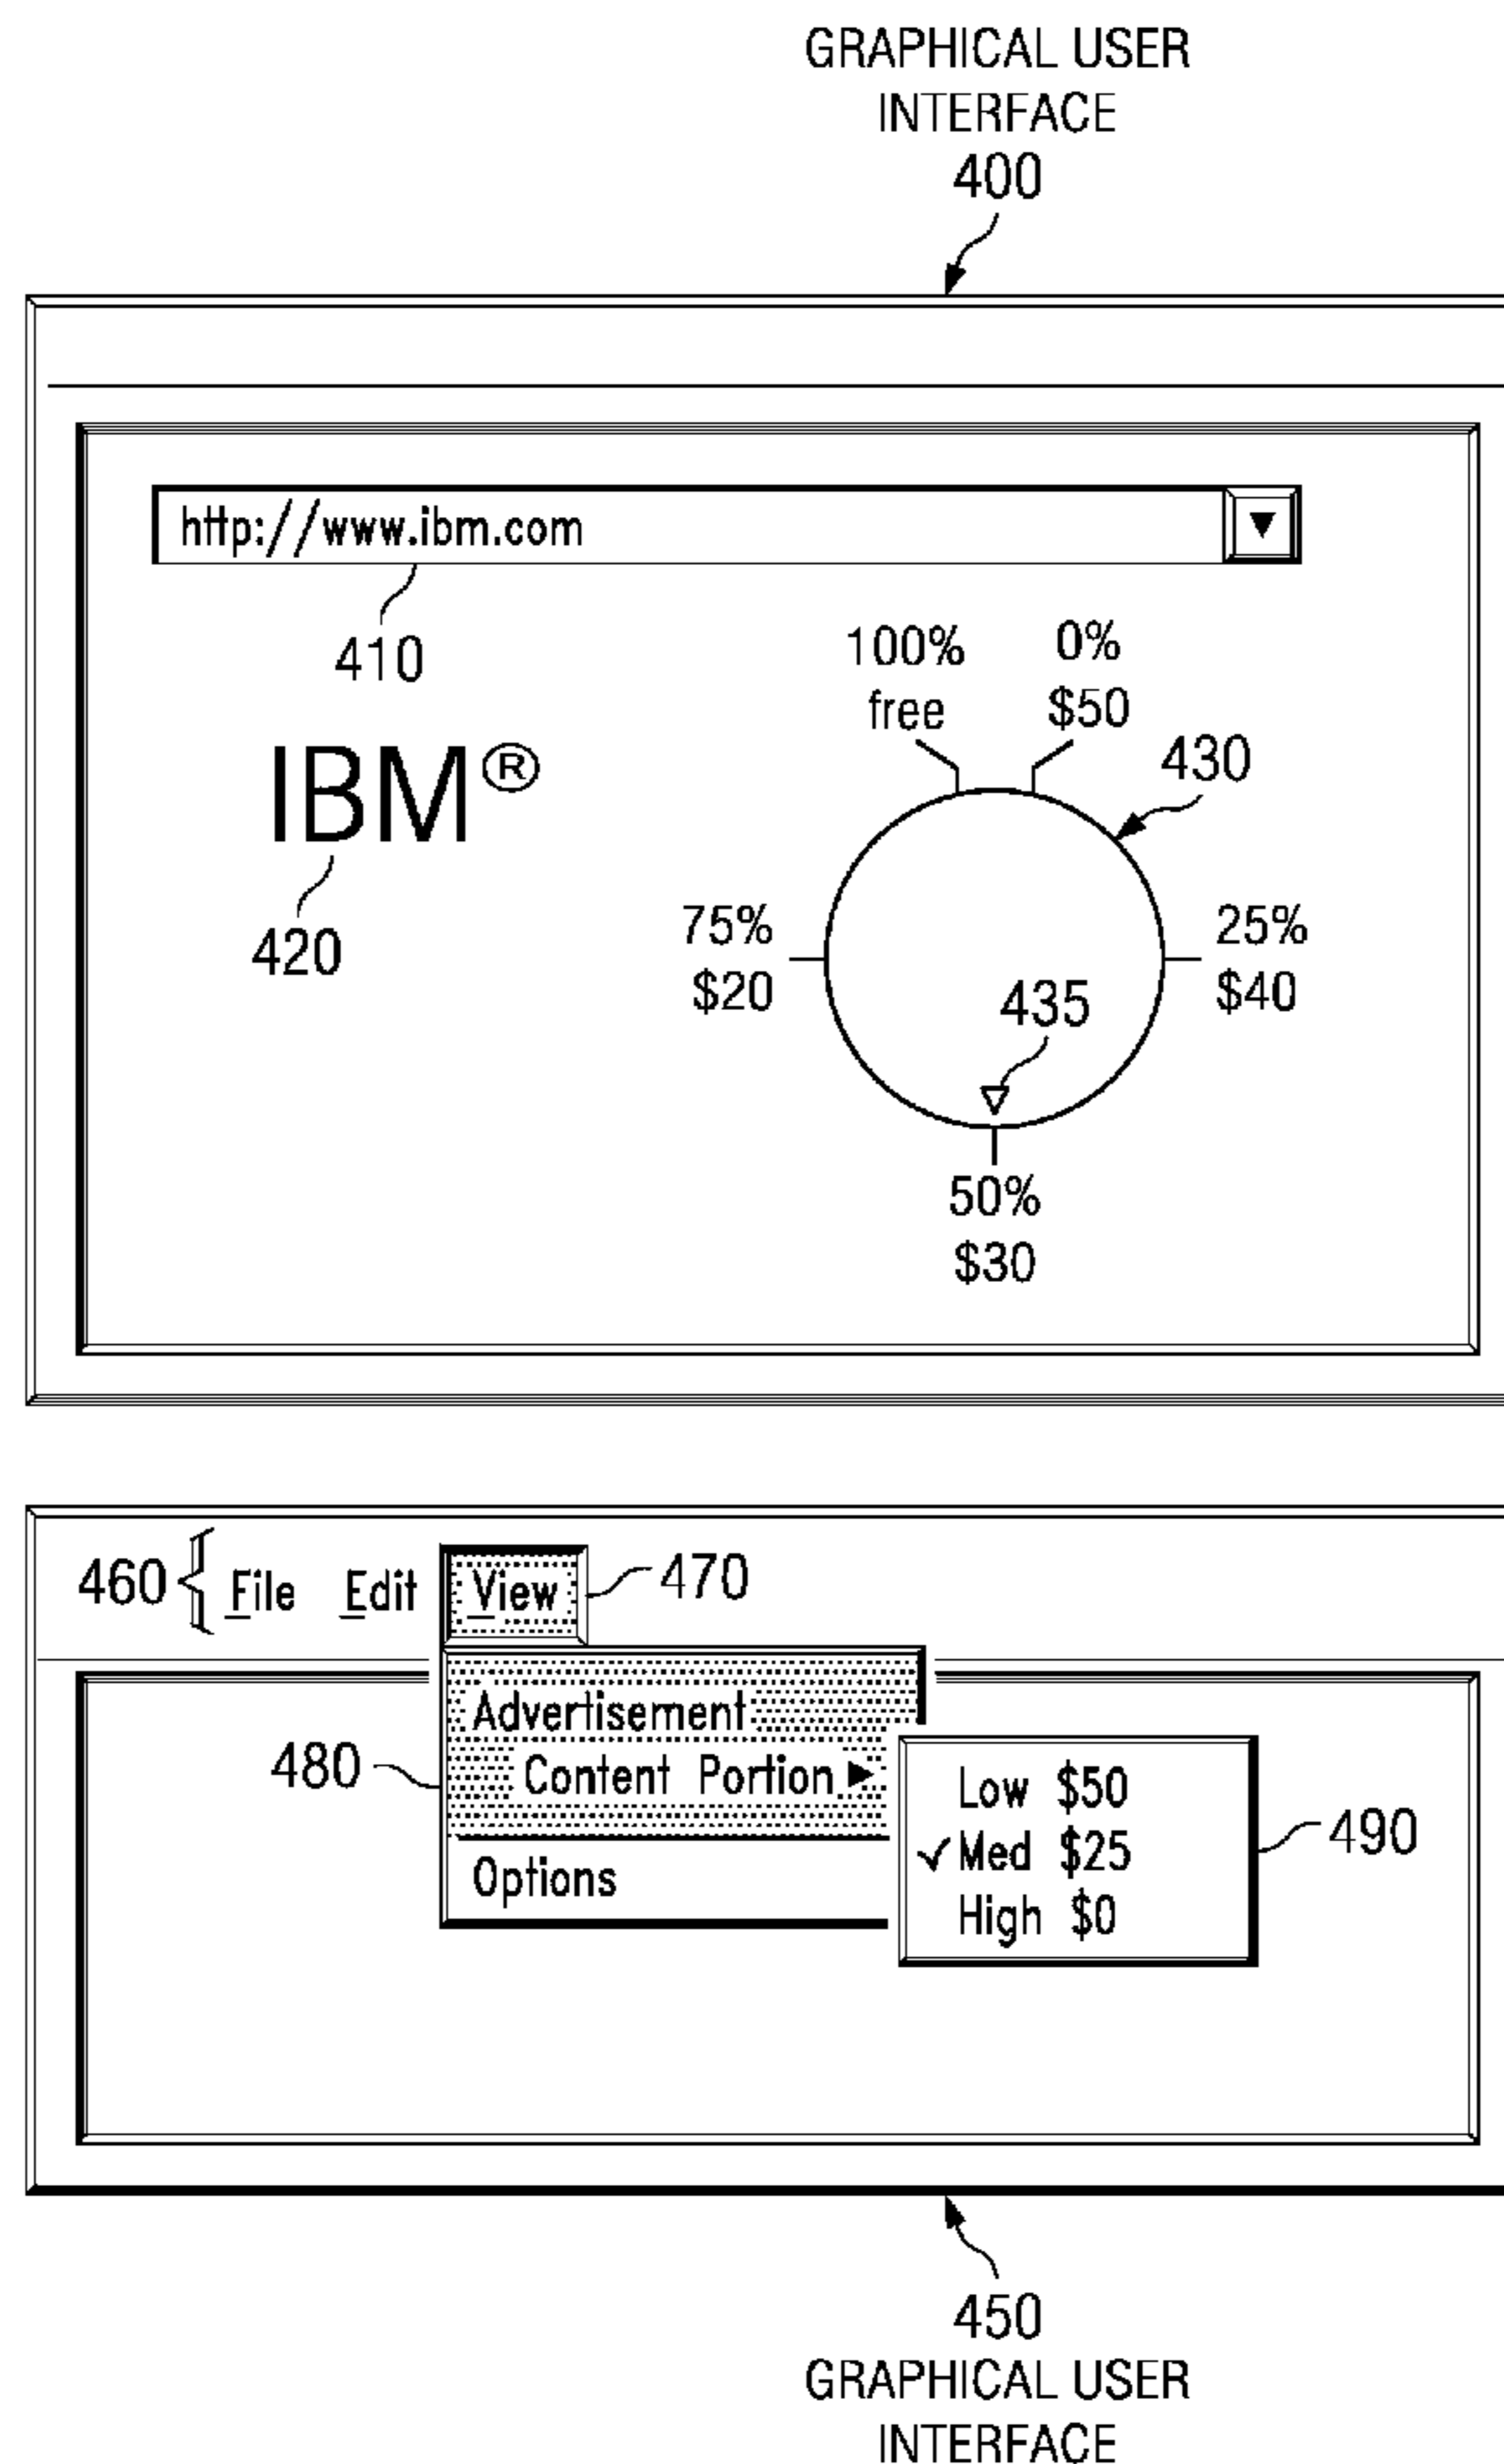 GRAPHICAL USER
INTERFACE
400
http://www.ibm.com
410
100%
free
0%
$50
430
IBM®
420
75%
$20
25%
$40
435
50%
$30
460
File Edit View
470
Advertisement
Content Portion
480
Options
Low $50
Med $25
High $0
490
450
GRAPHICAL USER
INTERFACE